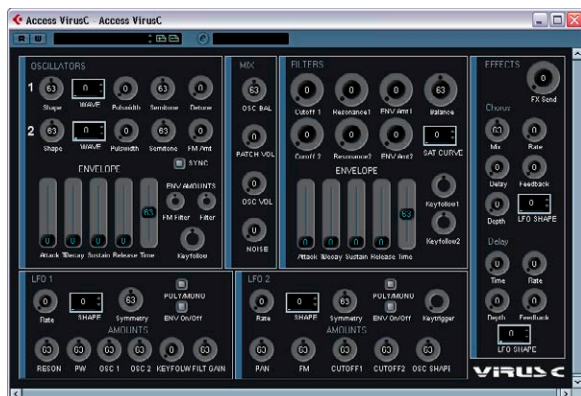 Access VirusC - Access VirusC
R W
OSCILLATORS
1 63 0 0 63 0
Shape WAVE Pulswidth Semitone Detune
2 63 0 0 63 0
Shape WAVE Pulswidth Semitone FM Amt
SYNC
ENVELOPE
ENV AMOUNTS
FM Filter Filter
63
0 0 0 0
Keyfollow
Attack Decay Sustain Release Time
MIX
63
OSC BAL
0
PATCH VOL
0
OSC VOL
0
NOISE
FILTERS
0 0 0 63
Cutoff 1 Resonance1 ENV Amt1 Balance
0 0 0 0
Cutoff 2 Resonance2 ENV Amt2 SAT CURVE
ENVELOPE
Keyfollow1
63
Keyfollow2
0 0 0 0
Attack Decay Sustain Release Time
EFFECTS
0
FX Send
Chorus
63 0
Mix Rate
0 0
Delay Feedback
0 0
Depth LFO SHAPE
Delay
0 0
Time Rate
0 0
Depth Feedback
0
LFO SHAPE
LFO 1
0 0 63
POLY/MONO
Rate SHAPE Symmetry ENV On/Off
AMOUNTS
63 63 63 63 63 63
RESON PW OSC 1 OSC 2 KEYFOLW FILT GAIN
LFO 2
0 0 63
POLY/MONO
Rate SHAPE Symmetry ENV On/Off Keytrigger
AMOUNTS
63 63 63 63 63
PAN FM CUTOFF1 CUTOFF2 OSC SHAPE
VIRUS C